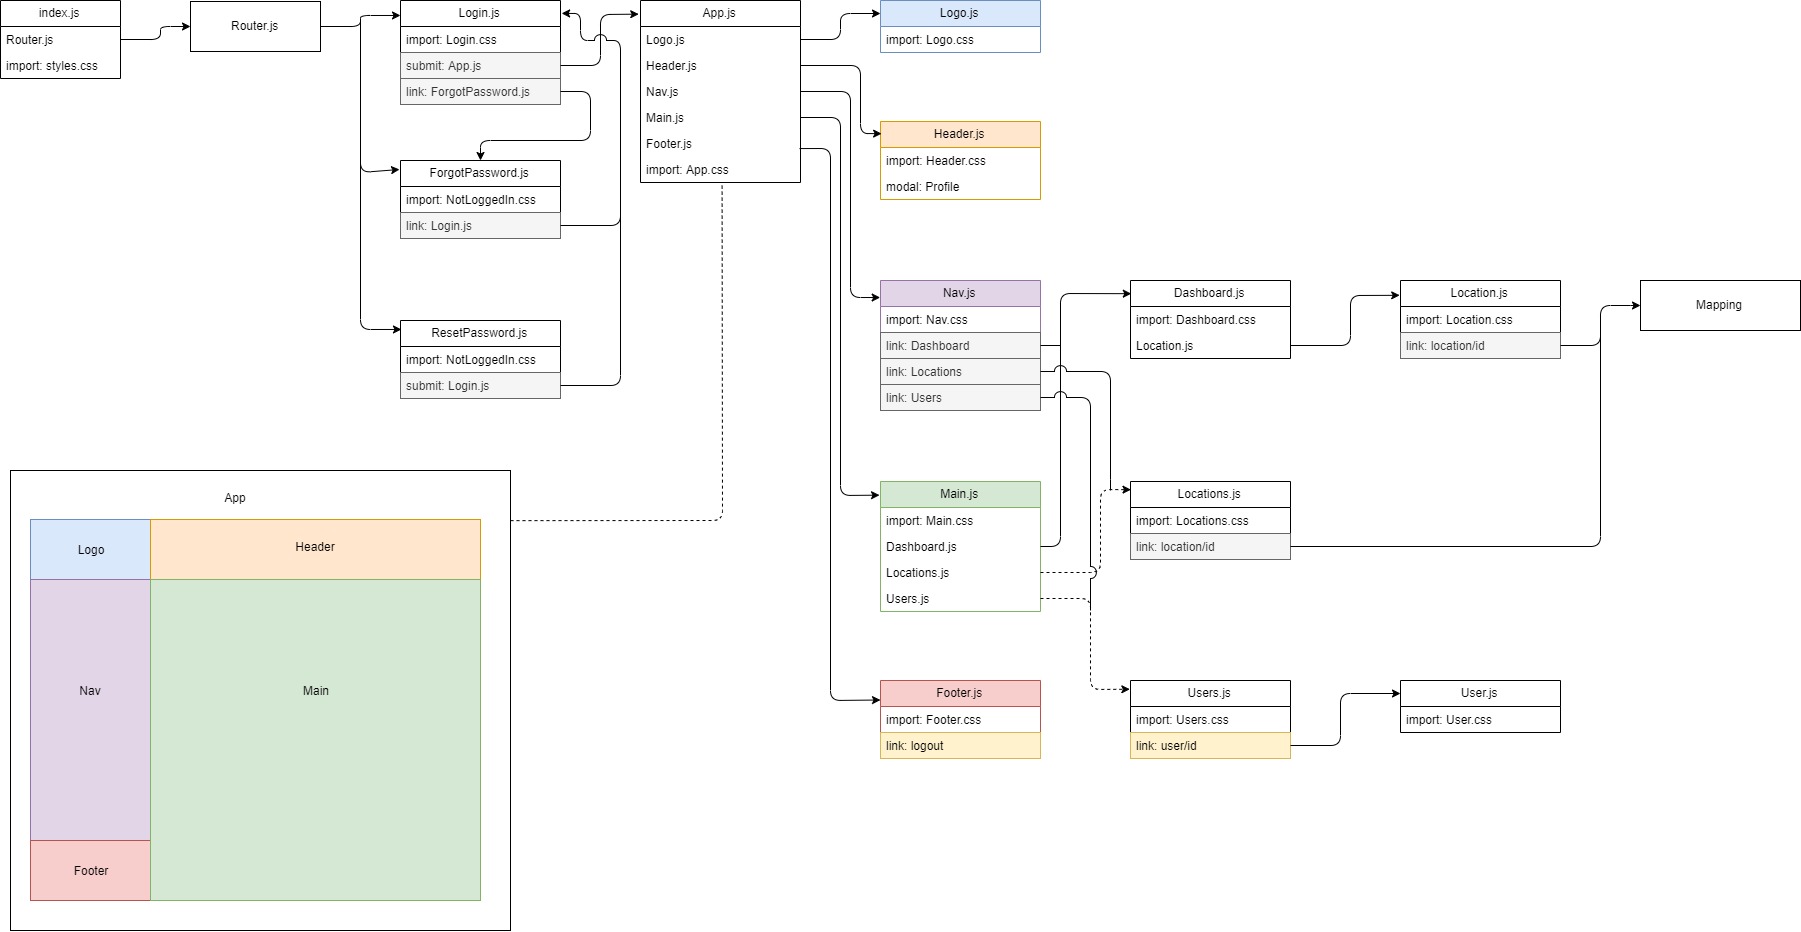 index.js
Router.js
import: styles.css
Router.js
Login.js
import: Login.css
submit: App.js
link: ForgotPassword.js
ForgotPassword.js
import: NotLoggedIn.css
link: Login.js
ResetPassword.js
import: NotLoggedIn.css
submit: Login.js
App.js
Logo.js
Header.js
Nav.js
Main.js
Footer.js
import: App.css
Logo.js
import: Logo.css
Header.js
import: Header.css
modal: Profile
Nav.js
import: Nav.css
link: Dashboard
link: Locations
link: Users
Dashboard.js
import: Dashboard.css
Location.js
Location.js
import: Location.css
link: location/id
Mapping
Main.js
import: Main.css
Dashboard.js
Locations.js
Users.js
Locations.js
import: Locations.css
link: location/id
Footer.js
import: Footer.css
link: logout
Users.js
import: Users.css
link: user/id
User.js
import: User.css
App
Logo
Header
Nav
Main
Footer